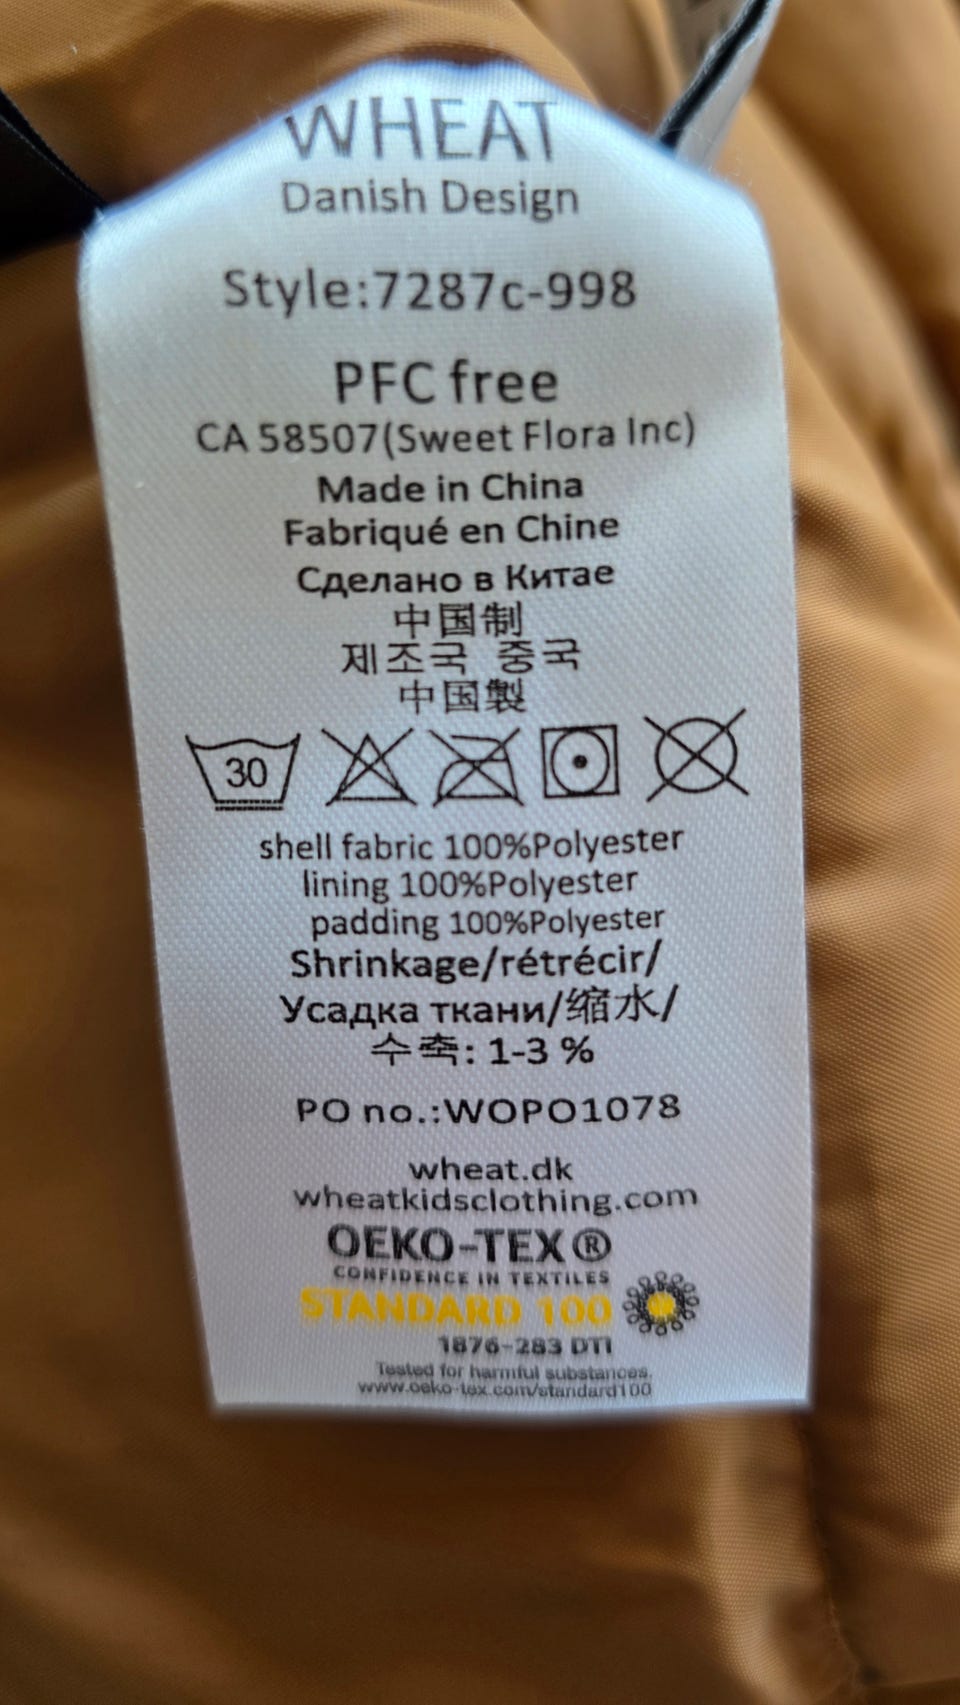 WHEAT
Danish Design
Style:7287c-998
PFC free
CA 58507(Sweet Flora Inc)
Made in China
Fabriqué en Chine
Сделано в Китае
中国制
제조국 중국
中国製
30
shell fabric 100%Polyester
lining 100%Polyester
padding 100%Polyester
Shrinkage/rétrécir/
Усадка ткани/缩水/
수축: 1-3 %
PO no.:WOPO1078
wheat.dk
wheatkidsclothing.com
OEKO-TEX®
CONFIDENCE IN TEXTILES
STANDARD 100
1876-283 DTI
Tested for harmful substances.
www.oeko-tex.com/standard100